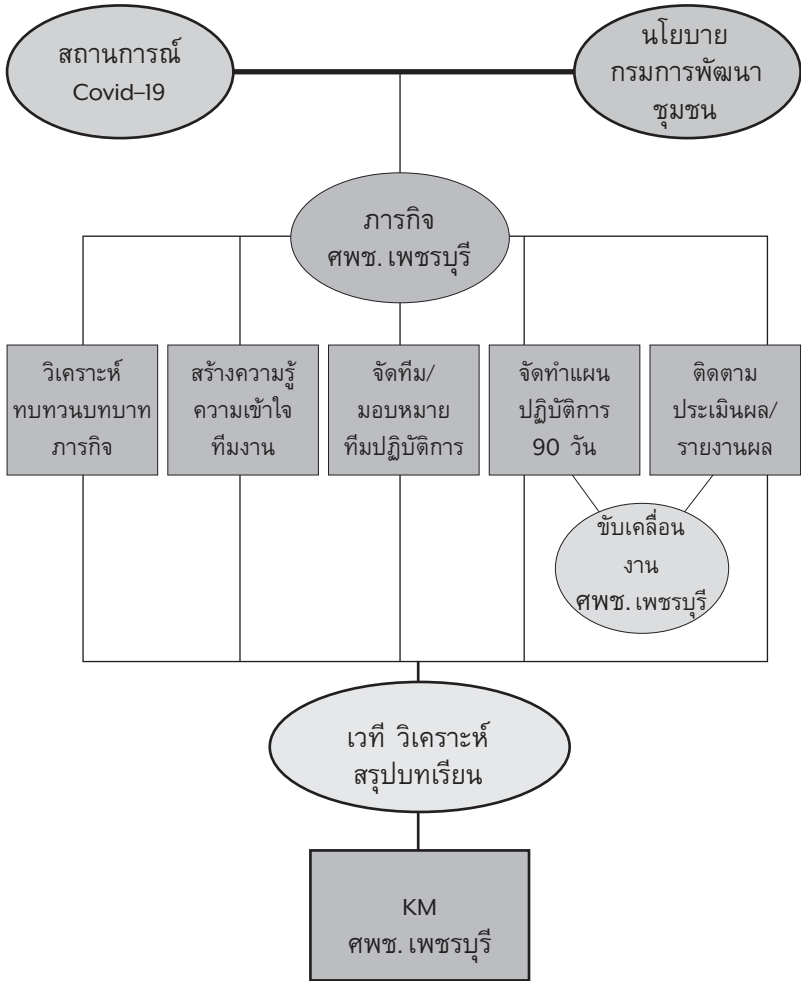 สถานการณ์
Covid–19
นโยบาย
กรมการพัฒนา
ชุมชน
ภารกิจ
ศพช. เพชรบุรี
วิเคราะห์
ทบทวนบทบาท
ภารกิจ
สร้างความรู้
ความเข้าใจ
ทีมงาน
จัดทีม/
มอบหมาย
ทีมปฏิบัติการ
จัดทำแผน
ปฏิบัติการ
90 วัน
ติดตาม
ประเมินผล/
รายงานผล
ขับเคลื่อน
งาน
ศพช. เพชรบุรี
เวที วิเคราะห์
สรุปบทเรียน
KM
ศพช. เพชรบุรี